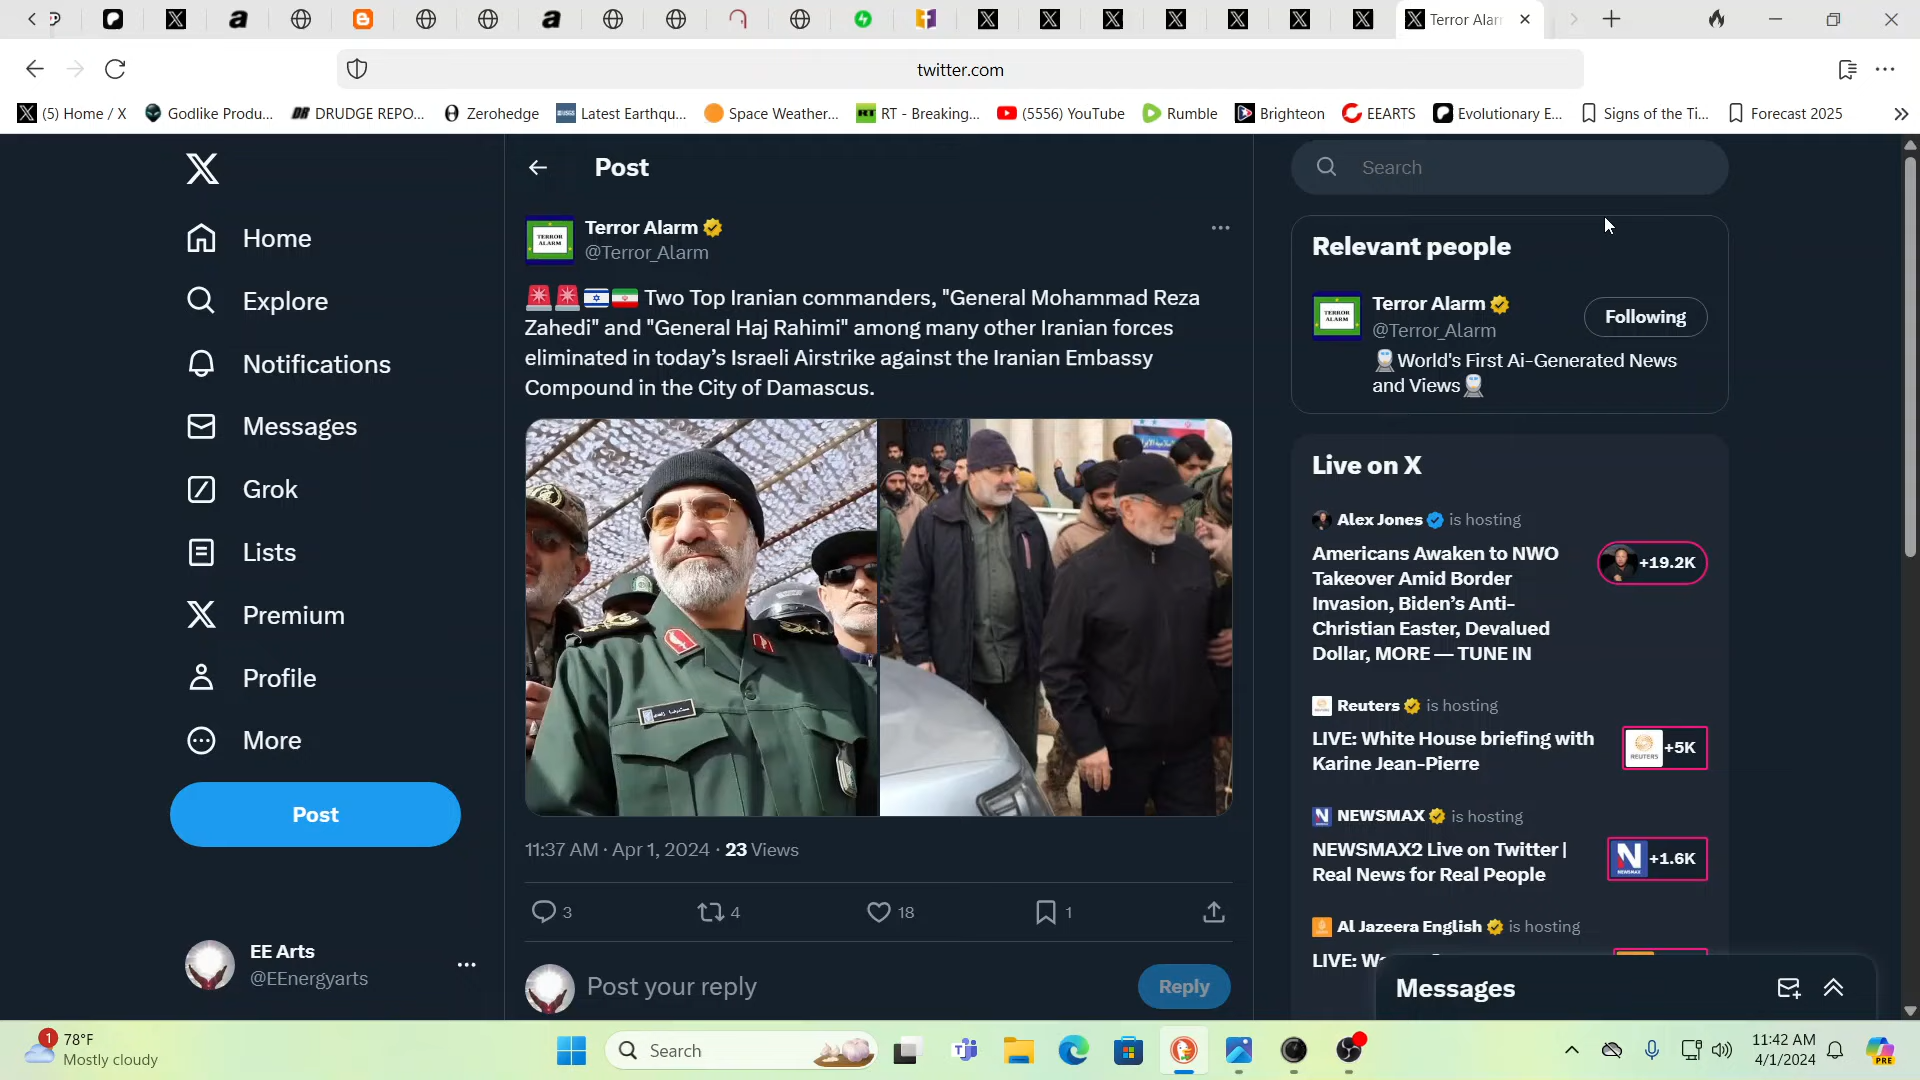 Terror Alarm
twitter.com
(5) Home / X
Godlike Produ...
DRUDGE REPO...
Zerohedge
Latest Earthqu...
Space Weather...
RT - Breaking...
(5556) YouTube
Rumble
Brighteon
EEARTS
Evolutionary E...
Signs of the Ti...
Forecast 2025
Home
Explore
Notifications
Messages
Grok
Lists
Premium
Profile
More
Post
EE Arts
@EEnergyarts
Post
TERROR
ALARM
Terror Alarm
@Terror_Alarm
Two Top Iranian commanders, "General Mohammad Reza
Zahedi" and "General Haj Rahimi" among many other Iranian forces
eliminated in today’s Israeli Airstrike against the Iranian Embassy
Compound in the City of Damascus.
11:37 AM · Apr 1, 2024 · 23 Views
3
4
18
1
Post your reply
Reply
Search
Relevant people
TERROR
ALARM
Terror Alarm
@Terror_Alarm
Following
World's First Ai-Generated News
and Views
Live on X
Alex Jones is hosting
Americans Awaken to NWO
Takeover Amid Border
Invasion, Biden’s Anti-
Christian Easter, Devalued
Dollar, MORE — TUNE IN
+19.2K
Reuters is hosting
LIVE: White House briefing with
Karine Jean-Pierre
REUTERS
+5K
NEWSMAX is hosting
NEWSMAX2 Live on Twitter |
Real News for Real People
NEWSMAX
+1.6K
Al Jazeera English is hosting
LIVE:
Messages
1
78°F
Mostly cloudy
Search
11:42 AM
4/1/2024
PRE